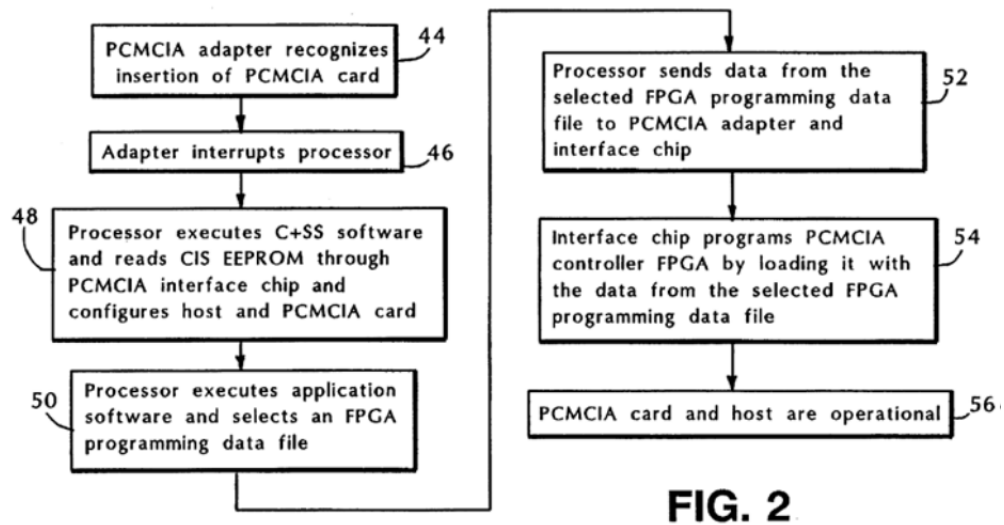 PCMCIA adapter recognizes
insertion of PCMCIA card
44
Adapter interrupts processor
46
48
Processor executes C+SS software
and reads CIS EEPROM through
PCMCIA interface chip and
configures host and PCMCIA card
50
Processor executes application
software and selects an FPGA
programming data file
Processor sends data from the
selected FPGA programming data
file to PCMCIA adapter and
interface chip
52
Interface chip programs PCMCIA
controller FPGA by loading it with
the data from the selected FPGA
programming data file
54
PCMCIA card and host are operational
56
FIG. 2